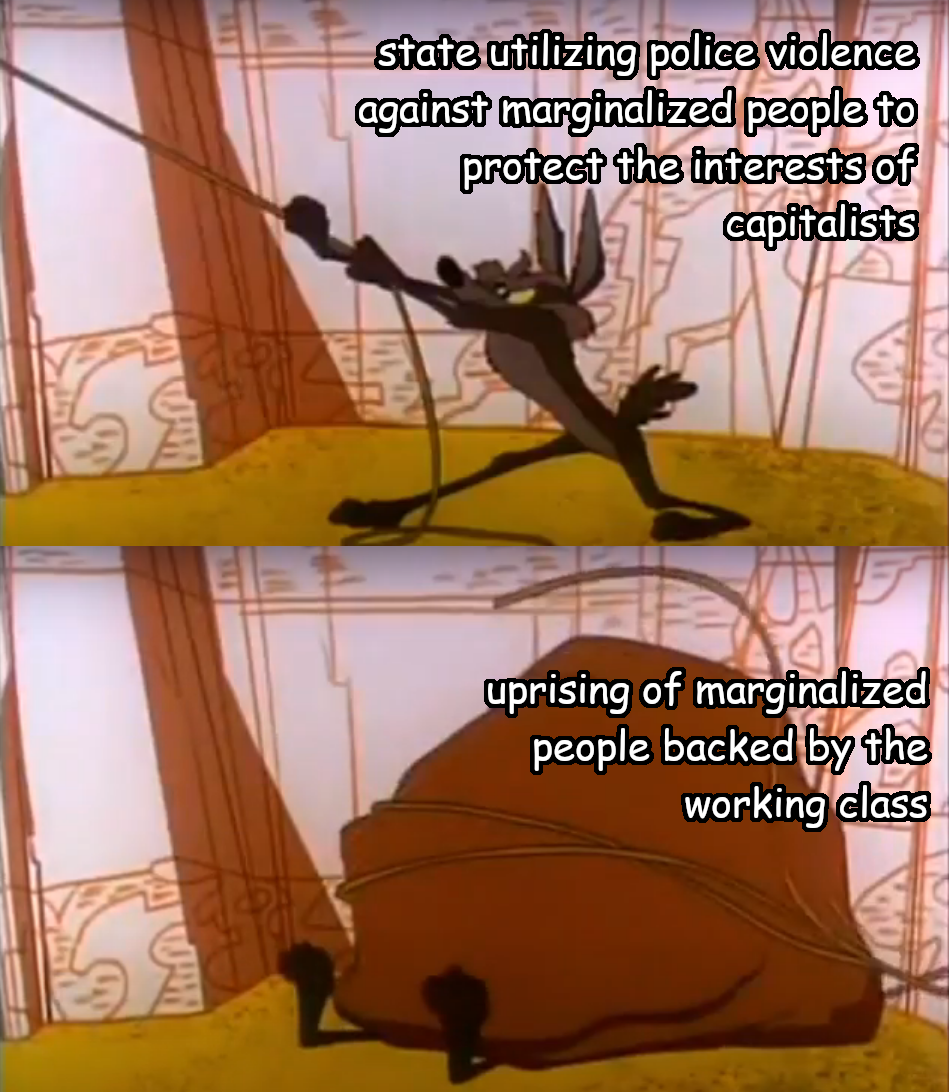 state utilizing police violence
against marginalized people to
protect the interests of
capitalists
uprising of marginalized
people backed by the
working class